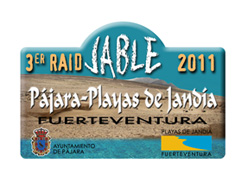 3ER RAID JABLE 2011
Pájara-Playas de Jandía
FUERTEVENTURA
AYUNTAMIENTO
DE PÁJARA
PLAYAS DE JANDÍA
FUERTEVENTURA